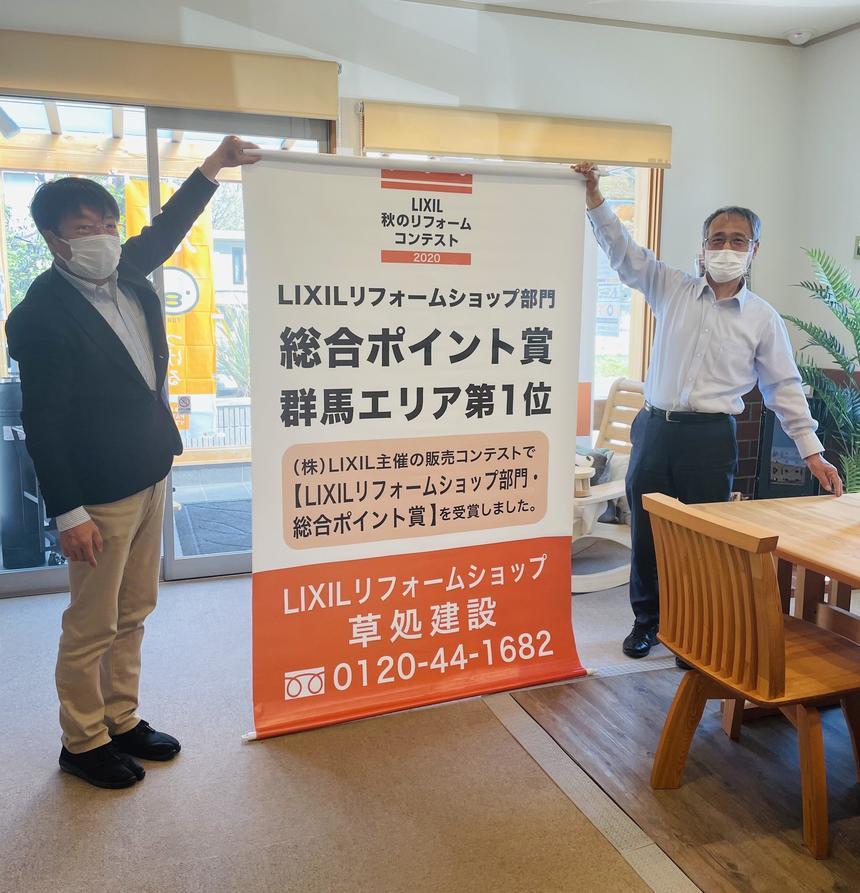 LIXIL
秋のリフォーム
コンテスト
2020
LIXILリフォームショップ部門
総合ポイント賞
群馬エリア第1位
(株)LIXIL主催の販売コンテストで
【LIXILリフォームショップ部門・
総合ポイント賞】を受賞しました。
LIXILリフォームショップ
草処建設
0120-44-1682
つける